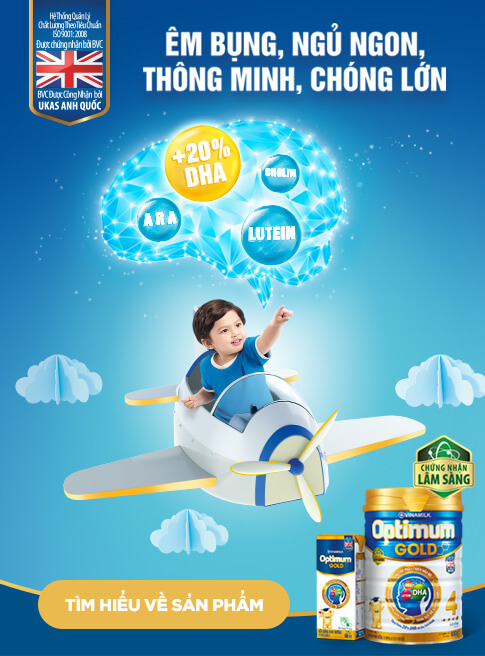 Hệ Thống Quản Lý
Chất Lượng Theo Tiêu Chuẩn
ISO 9001: 2008
Được chứng nhận bởi BVC
BVC Được Công Nhận bởi
UKAS ANH QUỐC
ÊM BỤNG, NGỦ NGON,
THÔNG MINH, CHÓNG LỚN
+20%
DHA
CHOLIN
ARA
LUTEIN
CHỨNG NHẬN
LÂM SÀNG
VINAMILK
Optimum
GOLD
DHA
4
VINAMILK
Optimum
GOLD
TÌM HIỂU VỀ SẢN PHẨM